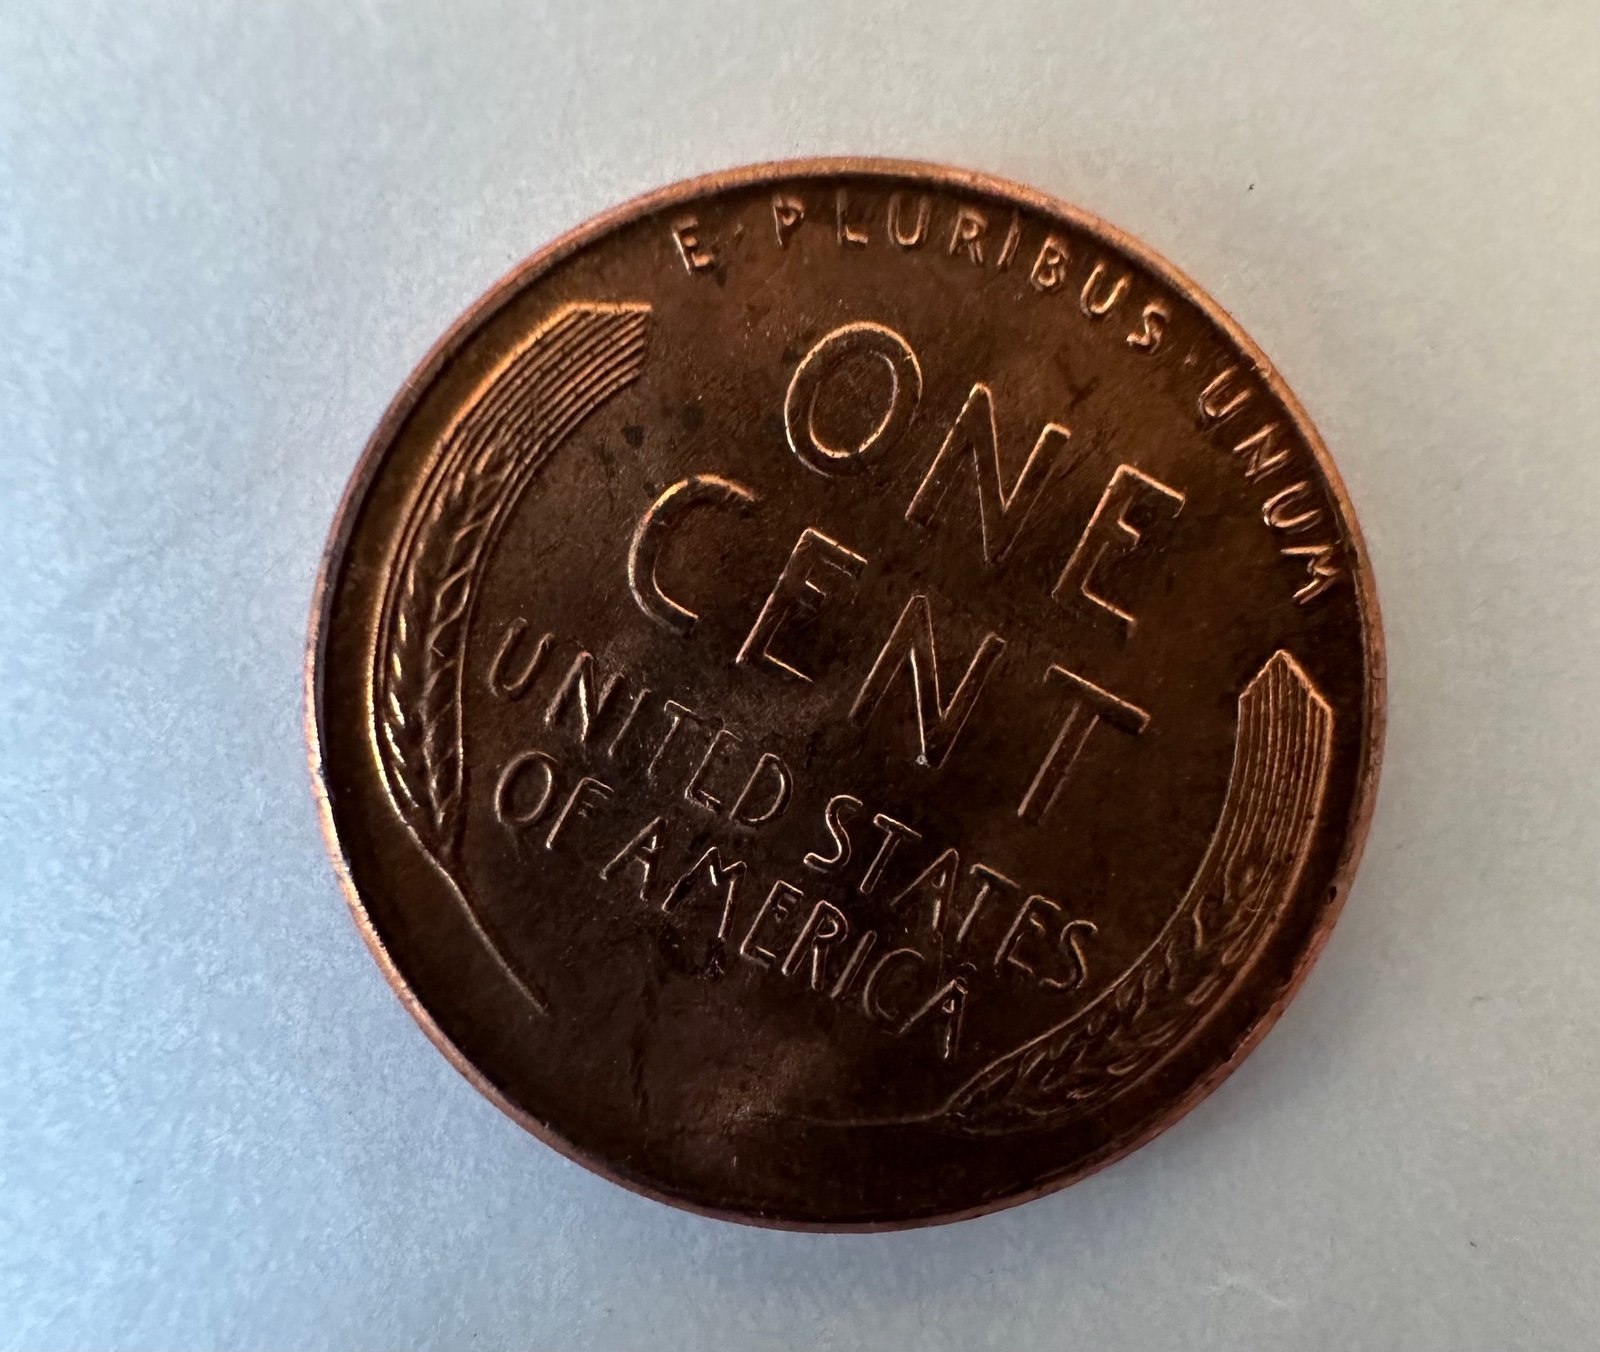 E·PLURIBUS·UNUM
ONE
CENT
UNITED STATES
OF AMERICA